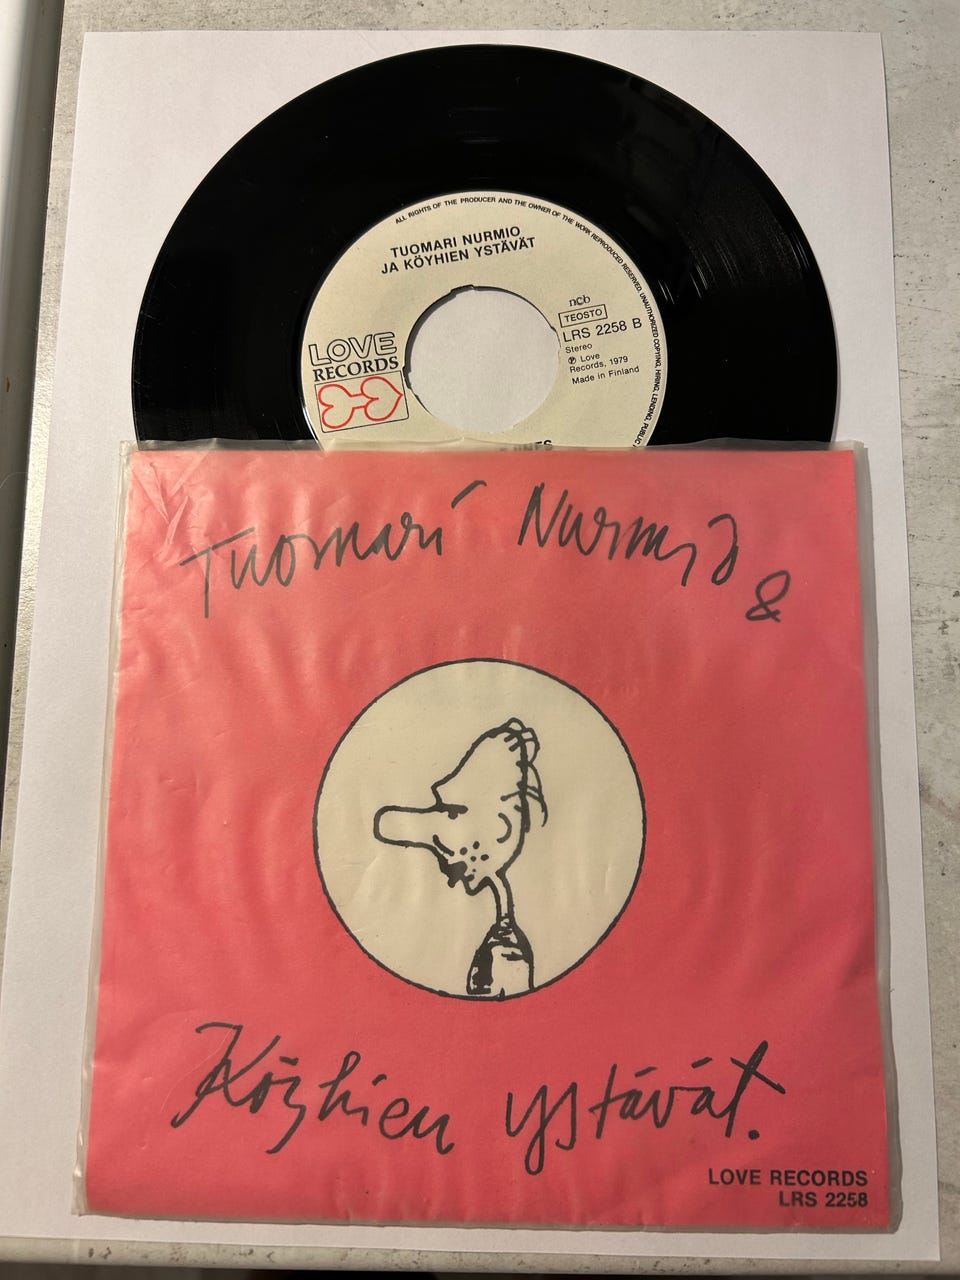 ALL RIGHTS OF THE PRODUCER AND THE OWNER OF THE WORK REPRODUCED RESERVED. UNAUTHORIZED COPYING, HIRING, LENDING, PUBLIC
TUOMARI NURMIO
JA KÖYHIEN YSTÄVÄT
ncb
TEOSTO
LRS 2258 B
Stereo
℗ Love
Records, 1979
Made in Finland
LOVE
RECORDS
Tuomari Nurmio
&
Köyhien ystävät.
LOVE RECORDS
LRS 2258